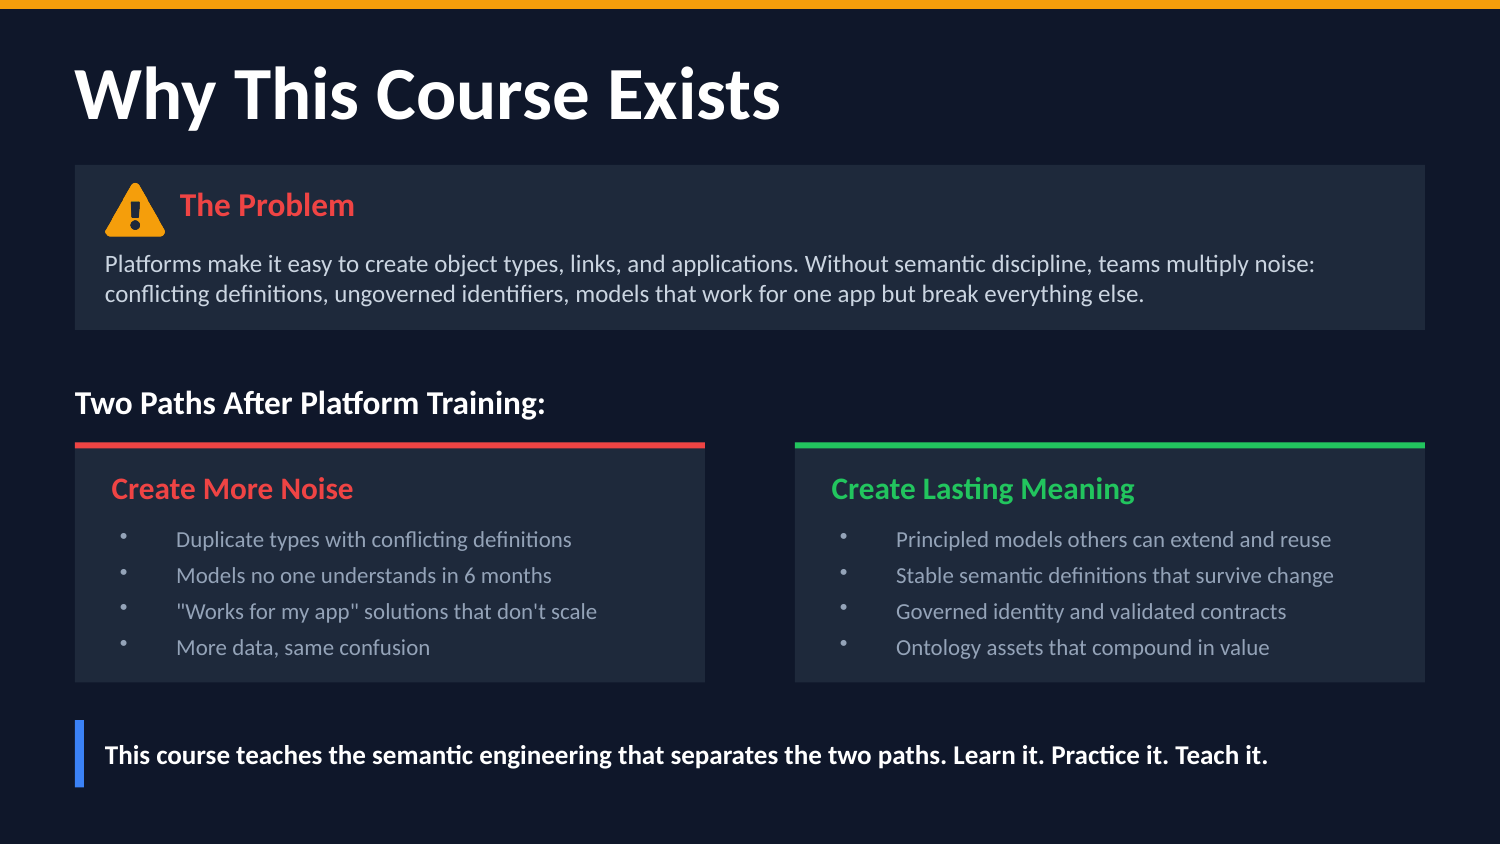 Why This Course Exists
The Problem
Platforms make it easy to create object types, links, and applications. Without semantic discipline, teams multiply noise:
conflicting definitions, ungoverned identifiers, models that work for one app but break everything else.
Two Paths After Platform Training:
Create More Noise
• Duplicate types with conflicting definitions
• Models no one understands in 6 months
• "Works for my app" solutions that don't scale
• More data, same confusion
Create Lasting Meaning
• Principled models others can extend and reuse
• Stable semantic definitions that survive change
• Governed identity and validated contracts
• Ontology assets that compound in value
This course teaches the semantic engineering that separates the two paths. Learn it. Practice it. Teach it.